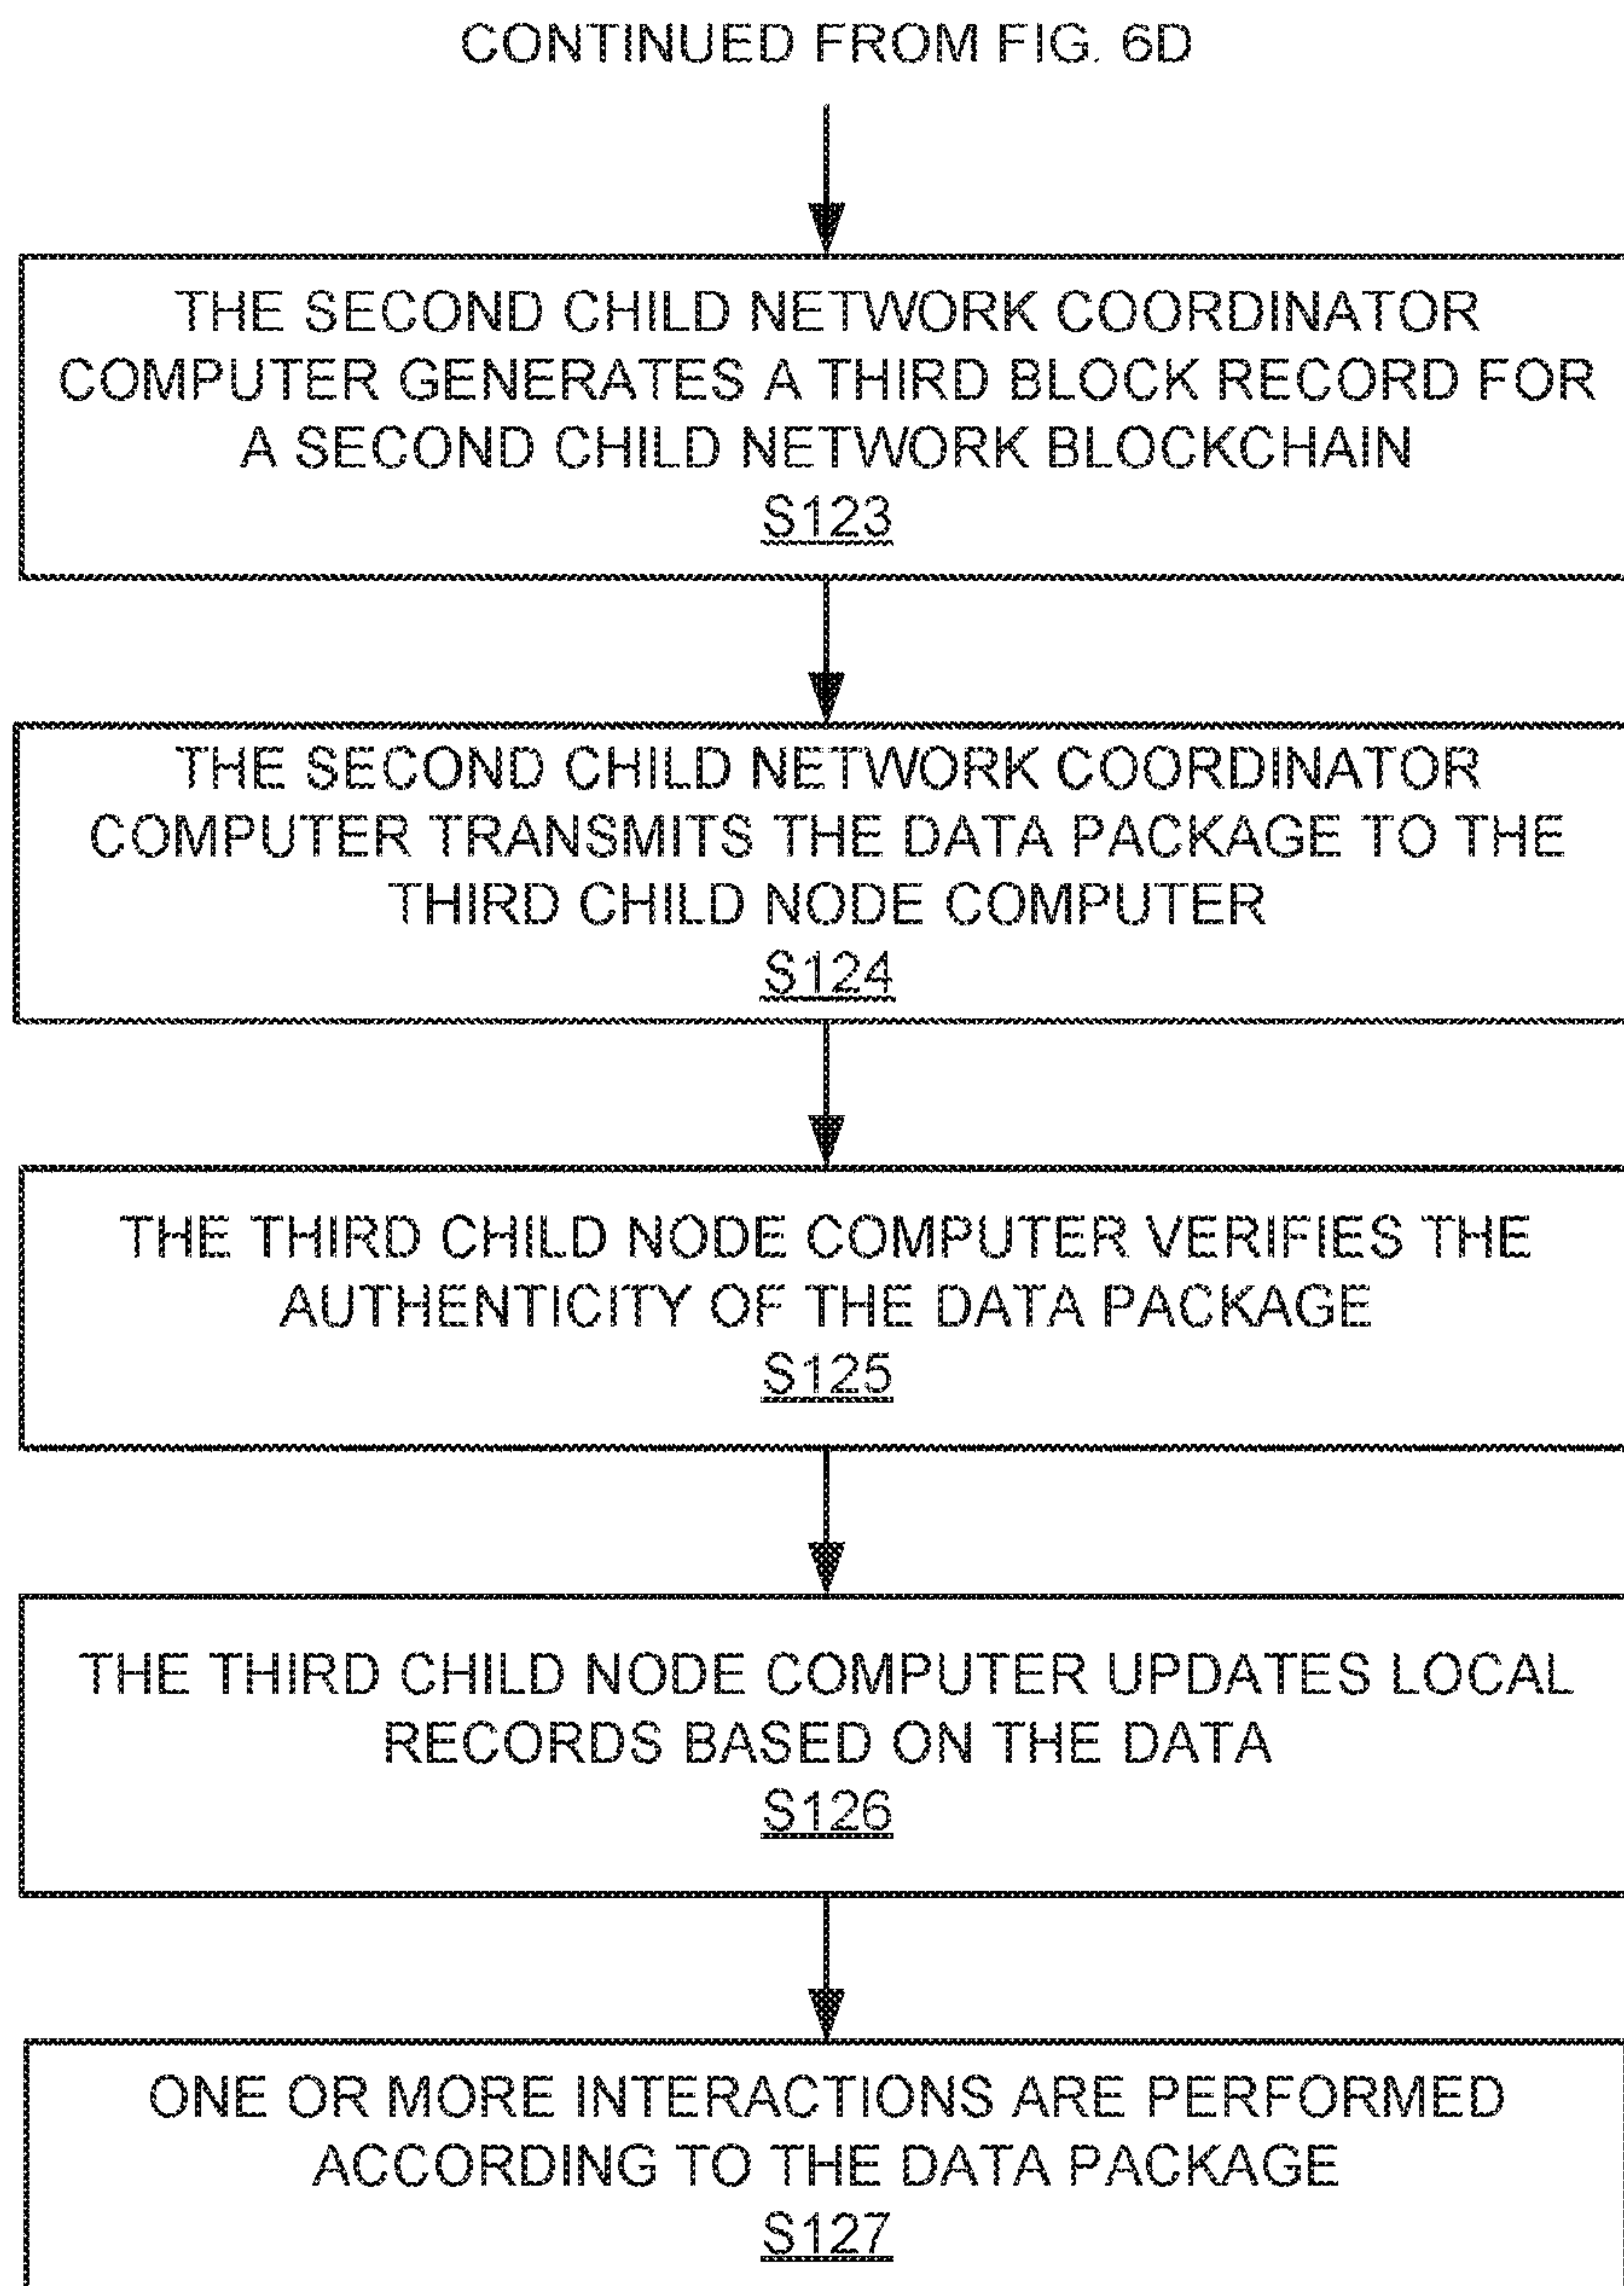 CONTINUED FROM FIG. 6D
THE SECOND CHILD NETWORK COORDINATOR
COMPUTER GENERATES A THIRD BLOCK RECORD FOR
A SECOND CHILD NETWORK BLOCKCHAIN
S123
THE SECOND CHILD NETWORK COORDINATOR
COMPUTER TRANSMITS THE DATA PACKAGE TO THE
THIRD CHILD NODE COMPUTER
S124
THE THIRD CHILD NODE COMPUTER VERIFIES THE
AUTHENTICITY OF THE DATA PACKAGE
S125
THE THIRD CHILD NODE COMPUTER UPDATES LOCAL
RECORDS BASED ON THE DATA
S126
ONE OR MORE INTERACTIONS ARE PERFORMED
ACCORDING TO THE DATA PACKAGE
S127